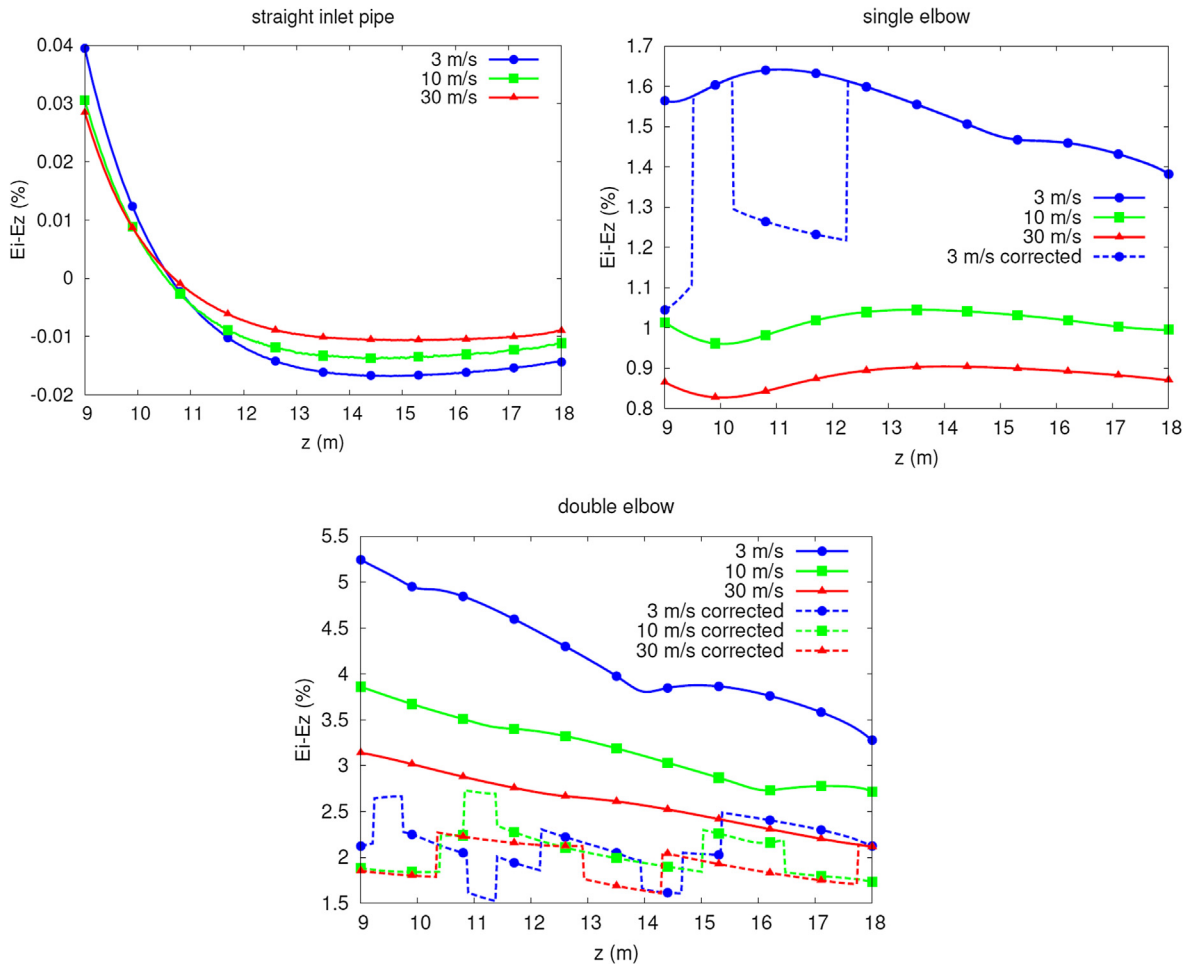 straight inlet pipe
0.04
0.03
0.02
0.01
0
-0.01
-0.02
Ei-Ez (%)
3 m/s
10 m/s
30 m/s
9 10 11 12 13 14 15 16 17 18
z (m)
single elbow
1.7
1.6
1.5
1.4
1.3
1.2
1.1
1
0.9
0.8
Ei-Ez (%)
3 m/s
10 m/s
30 m/s
3 m/s corrected
9 10 11 12 13 14 15 16 17 18
z (m)
double elbow
5.5
5
4.5
4
3.5
3
2.5
2
1.5
Ei-Ez (%)
3 m/s
10 m/s
30 m/s
3 m/s corrected
10 m/s corrected
30 m/s corrected
9 10 11 12 13 14 15 16 17 18
z (m)